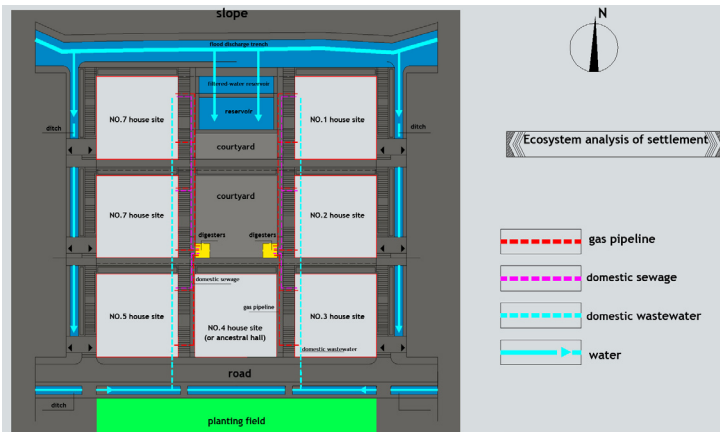 slope
N
flood discharge trench
filtered water reservoir
reservoir
NO.7 house site
NO.1 house site
ditch
ditch
courtyard
Ecosystem analysis of settlement
courtyard
NO.7 house site
NO.2 house site
digesters
digesters
gas pipeline
domestic sewage
domestic sewage
gas pipeline
NO.5 house site
NO.4 house site
(or ancestral hall)
NO.3 house site
domestic wastewater
domestic wastewater
water
road
ditch
ditch
planting field